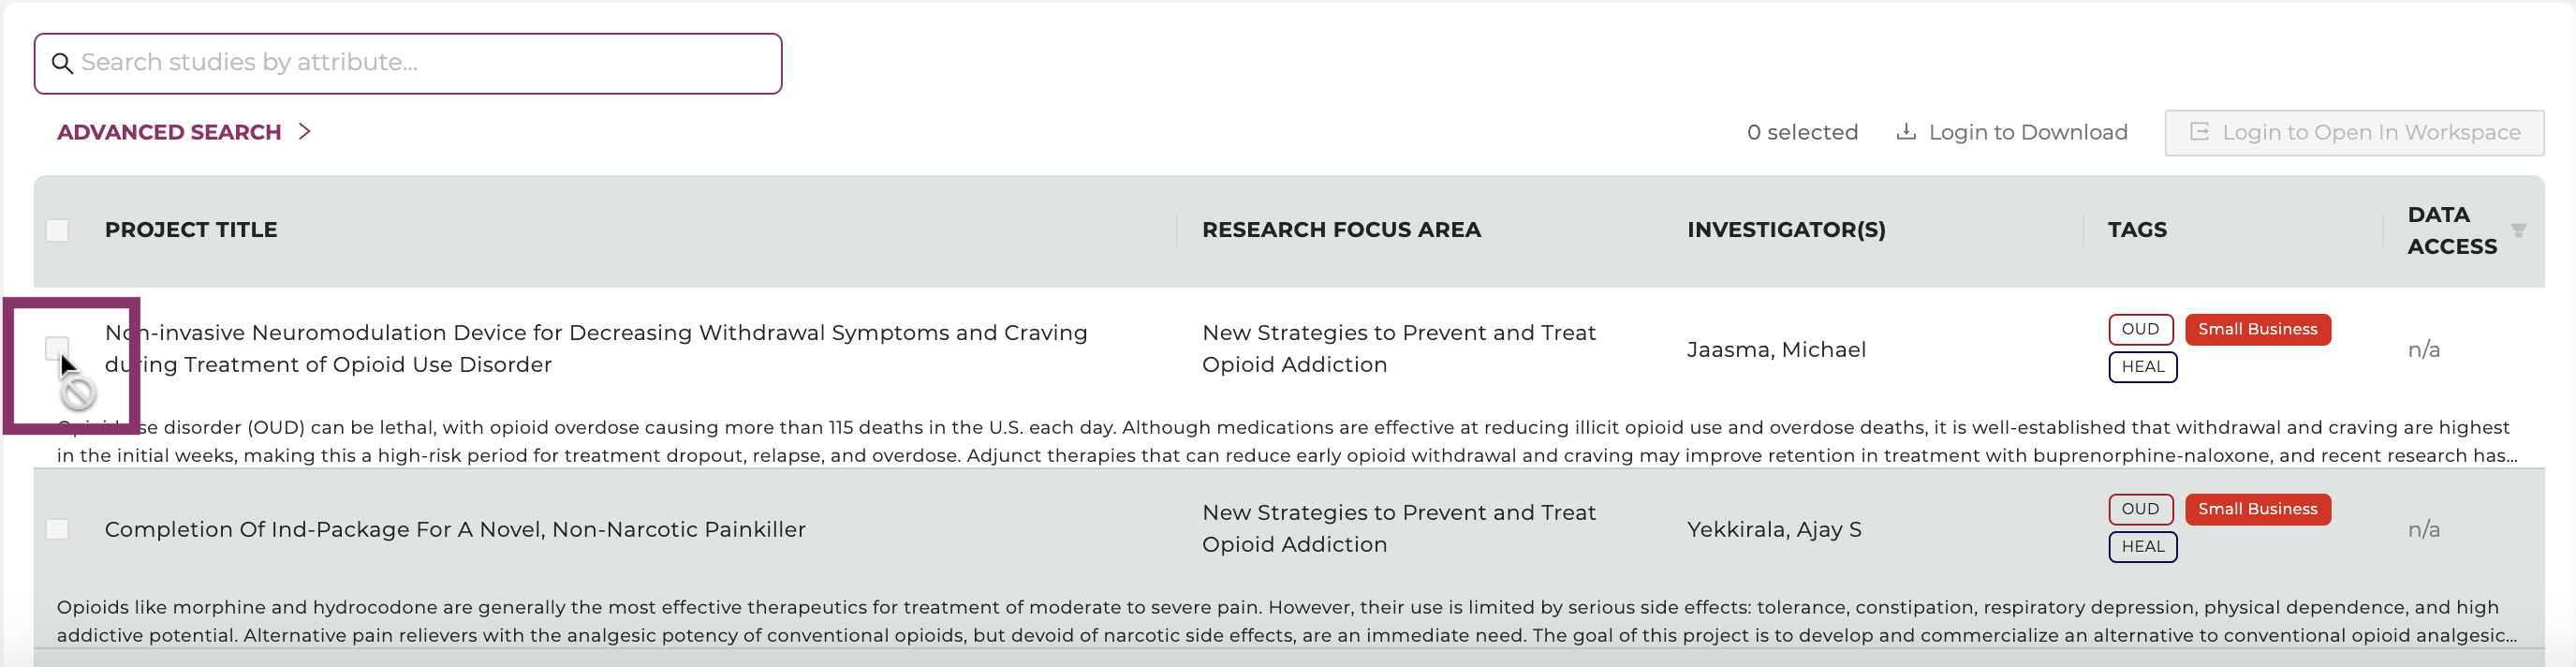 Search studies by attribute...
ADVANCED SEARCH
0 selected
Login to Download
Login to Open In Workspace
PROJECT TITLE
RESEARCH FOCUS AREA
INVESTIGATOR(S)
TAGS
DATA
ACCESS
Non-invasive Neuromodulation Device for Decreasing Withdrawal Symptoms and Craving
during Treatment of Opioid Use Disorder
New Strategies to Prevent and Treat
Opioid Addiction
Jaasma, Michael
OUD
Small Business
HEAL
n/a
Opioid use disorder (OUD) can be lethal, with opioid overdose causing more than 115 deaths in the U.S. each day. Although medications are effective at reducing illicit opioid use and overdose deaths, it is well-established that withdrawal and craving are highest
in the initial weeks, making this a high-risk period for treatment dropout, relapse, and overdose. Adjunct therapies that can reduce early opioid withdrawal and craving may improve retention in treatment with buprenorphine-naloxone, and recent research has...
Completion Of Ind-Package For A Novel, Non-Narcotic Painkiller
New Strategies to Prevent and Treat
Opioid Addiction
Yekkirala, Ajay S
OUD
Small Business
HEAL
n/a
Opioids like morphine and hydrocodone are generally the most effective therapeutics for treatment of moderate to severe pain. However, their use is limited by serious side effects: tolerance, constipation, respiratory depression, physical dependence, and high
addictive potential. Alternative pain relievers with the analgesic potency of conventional opioids, but devoid of narcotic side effects, are an immediate need. The goal of this project is to develop and commercialize an alternative to conventional opioid analgesic...